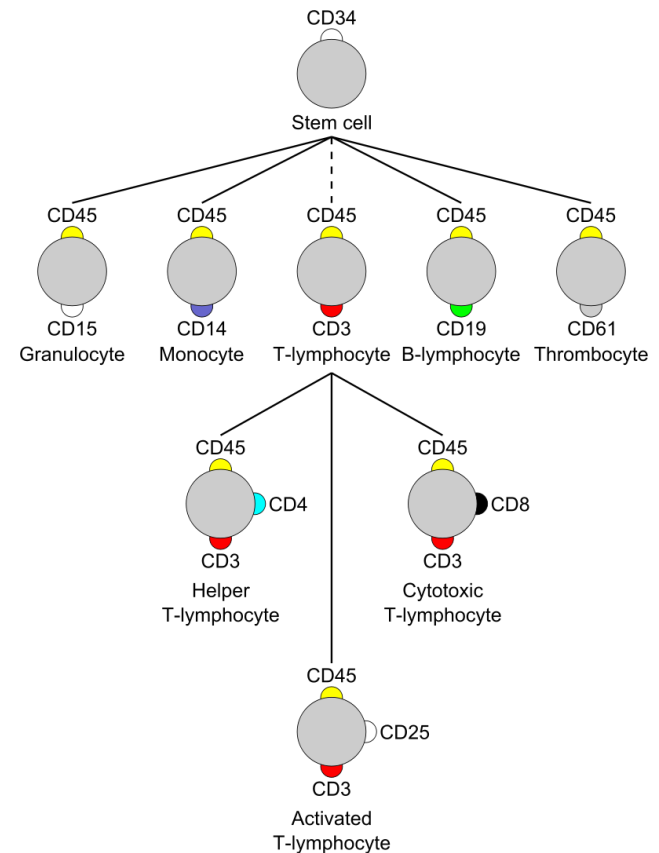 CD34
Stem cell
CD45 CD45 CD45 CD45 CD45
CD15 CD14 CD3 CD19 CD61
Granulocyte Monocyte T-lymphocyte B-lymphocyte Thrombocyte
CD45 CD45
CD4 CD8
CD3 CD3
Helper Cytotoxic
T-lymphocyte T-lymphocyte
CD45
CD25
CD3
Activated
T-lymphocyte